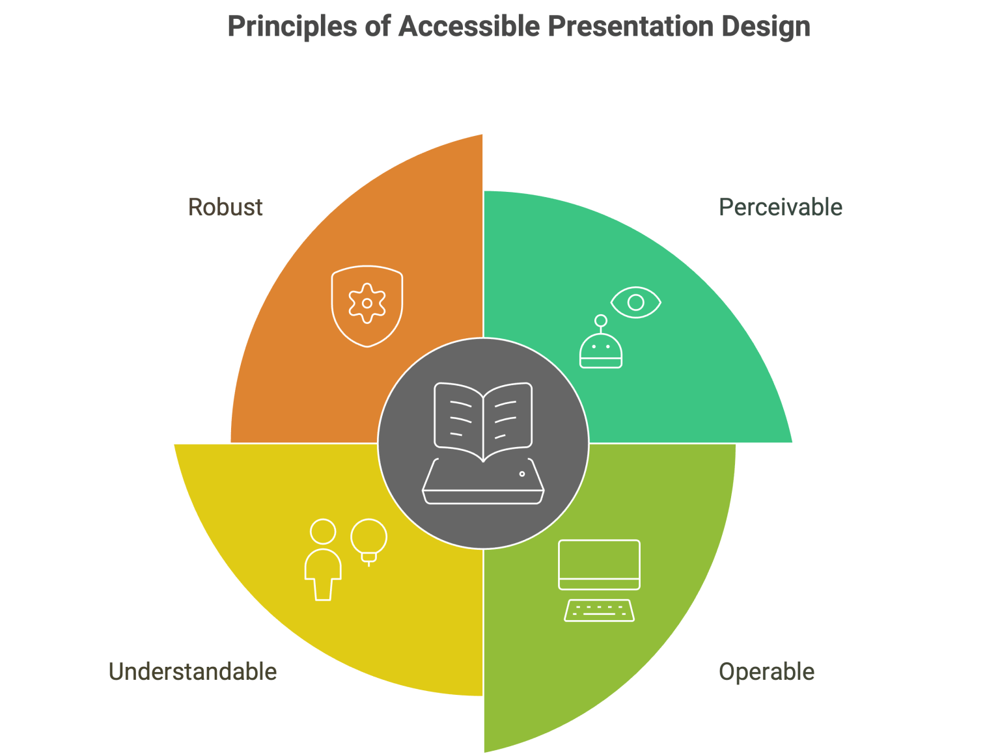 Principles of Accessible Presentation Design
Robust
Perceivable
Understandable
Operable